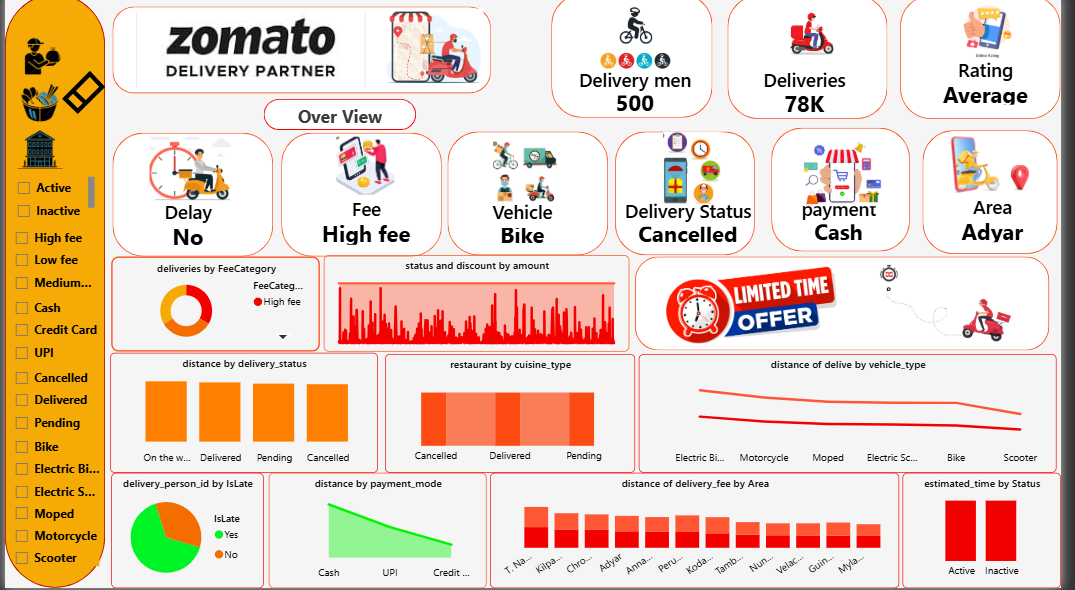 zomato
DELIVERY PARTNER
Delivery men
500
Deliveries
78K
Online Rating
Rating
Average
Over View
Delay
No
Fee
High fee
Vehicle
Bike
Delivery Status
Cancelled
payment
Cash
Area
Adyar
Active
Inactive
High fee
Low fee
Medium...
Cash
Credit Card
UPI
Cancelled
Delivered
Pending
Bike
Electric Bi...
Electric S...
Moped
Motorcycle
Scooter
deliveries by FeeCategory
FeeCateg...
High fee
status and discount by amount
LIMITED TIME
OFFER
distance by delivery_status
On the w...
Delivered
Pending
Cancelled
restaurant by cuisine_type
Cancelled
Delivered
Pending
distance of delive by vehicle_type
Electric Bi...
Motorcycle
Moped
Electric Sc...
Bike
Scooter
delivery_person_id by IsLate
IsLate
Yes
No
distance by payment_mode
Cash
UPI
Credit ...
distance of delivery_fee by Area
T. Na...
Kilpa...
Chro...
Adyar
Anna...
Peru...
Koda...
Tamb...
Nun...
Velac...
Guin...
Myla...
estimated_time by Status
Active
Inactive